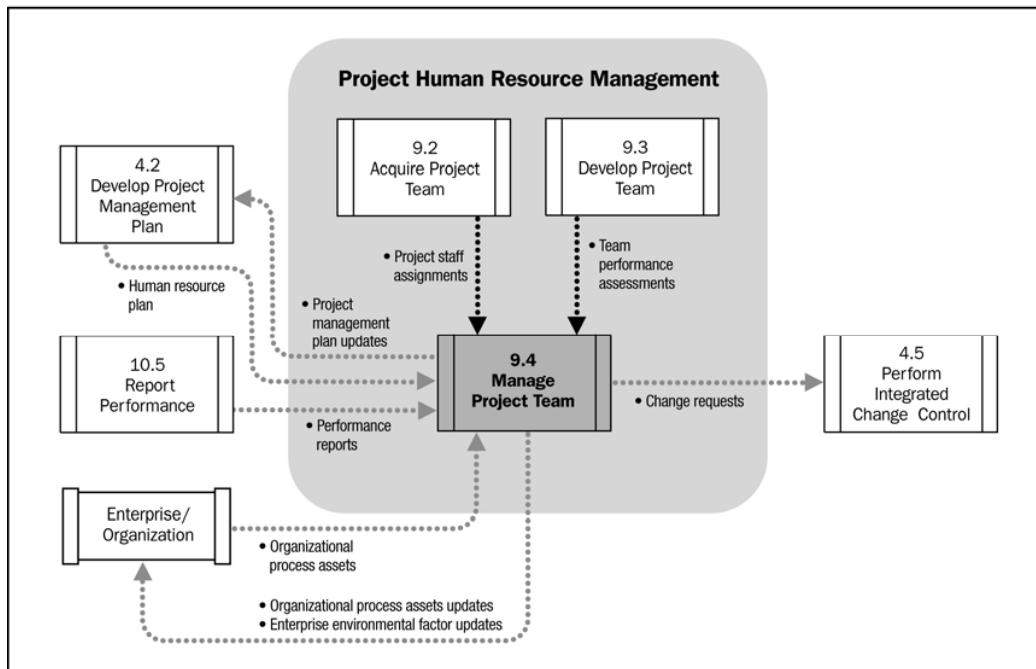 Project Human Resource Management
9.2
Acquire Project
Team
9.3
Develop Project
Team
4.2
Develop Project
Management
Plan
• Project staff
assignments
• Team
performance
assessments
• Human resource
plan
• Project
management
plan updates
9.4
Manage
Project Team
4.5
Perform
Integrated
Change Control
10.5
Report
Performance
• Change requests
• Performance
reports
Enterprise/
Organization
• Organizational
process assets
• Organizational process assets updates
• Enterprise environmental factor updates